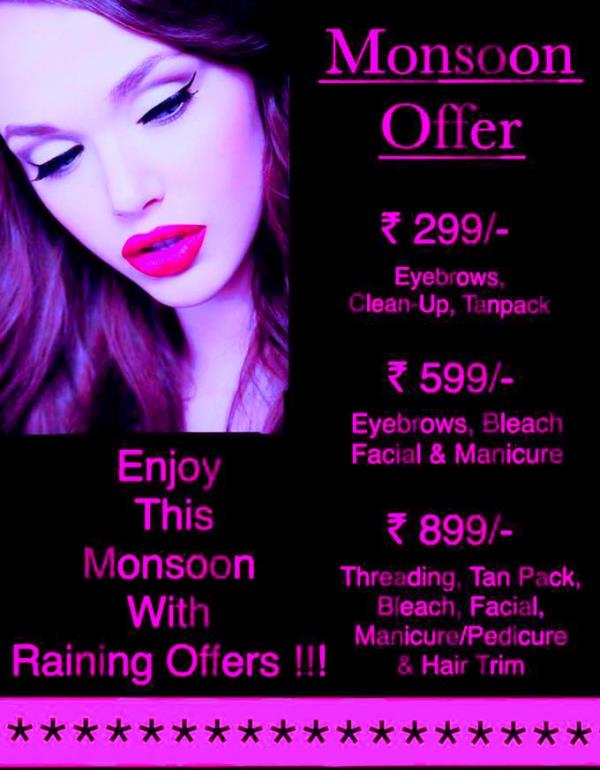 Monsoon
Offer
₹ 299/-
Eyebrows,
Clean-Up, Tanpack
₹ 599/-
Eyebrows, Bleach
Facial & Manicure
₹ 899/-
Threading, Tan Pack,
Bleach, Facial,
Manicure/Pedicure
& Hair Trim
Enjoy
This
Monsoon
With
Raining Offers !!!
******************